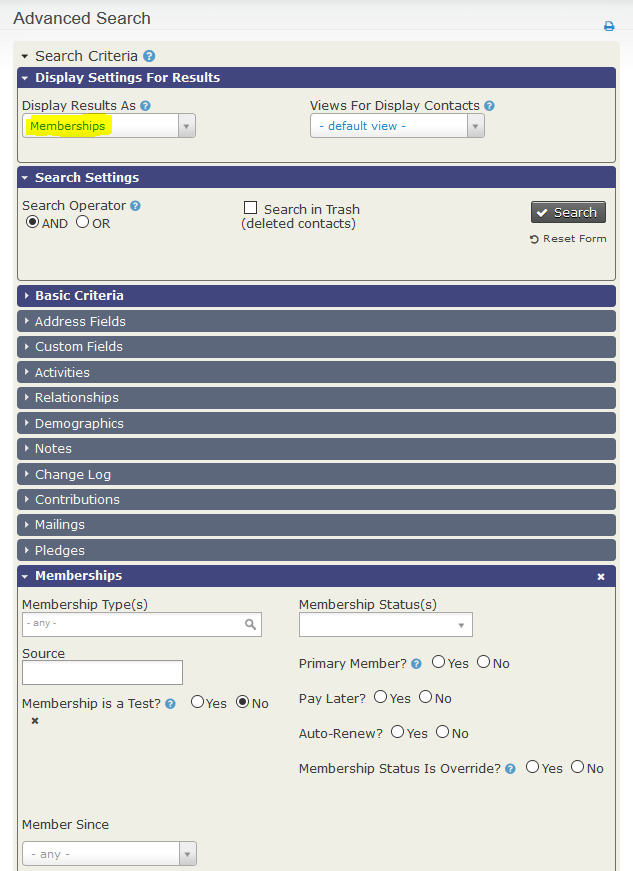 Advanced Search
Search Criteria ?
Display Settings For Results
Display Results As ? Views For Display Contacts ?
Memberships - default view -
Search Settings
Search Operator ? Search in Trash
AND OR (deleted contacts) Search
Reset Form
Basic Criteria
Address Fields
Custom Fields
Activities
Relationships
Demographics
Notes
Change Log
Contributions
Mailings
Pledges
Memberships
Membership Type(s) Membership Status(s)
- any -
Source
Primary Member? ? Yes No
Membership is a Test? ? Yes No
Pay Later? Yes No
Auto-Renew? Yes No
Membership Status Is Override? ? Yes No
Member Since
- any -